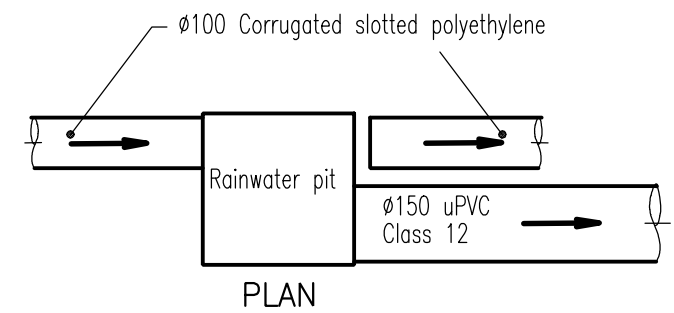 ø100 Corrugated slotted polyethylene
Rainwater pit
ø150 uPVC
Class 12
PLAN